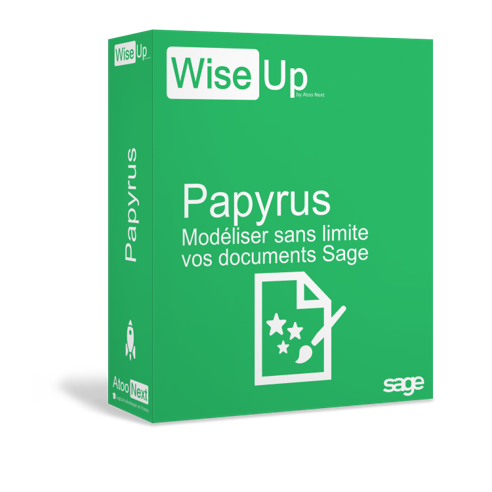 Wise Up
by Atoo Next
Papyrus
Modéliser sans limite
vos documents Sage
sage
Wise Up
Papyrus
Atoo Next